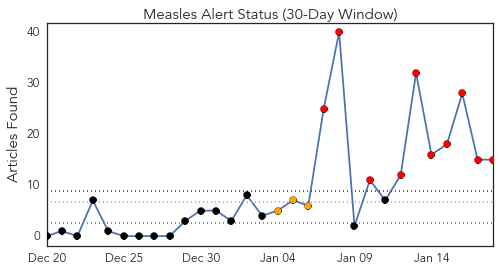 Measles Alert Status (30-Day Window)
Articles Found
40
30
20
10
0
Dec 20 Dec 25 Dec 30 Jan 04 Jan 09 Jan 14